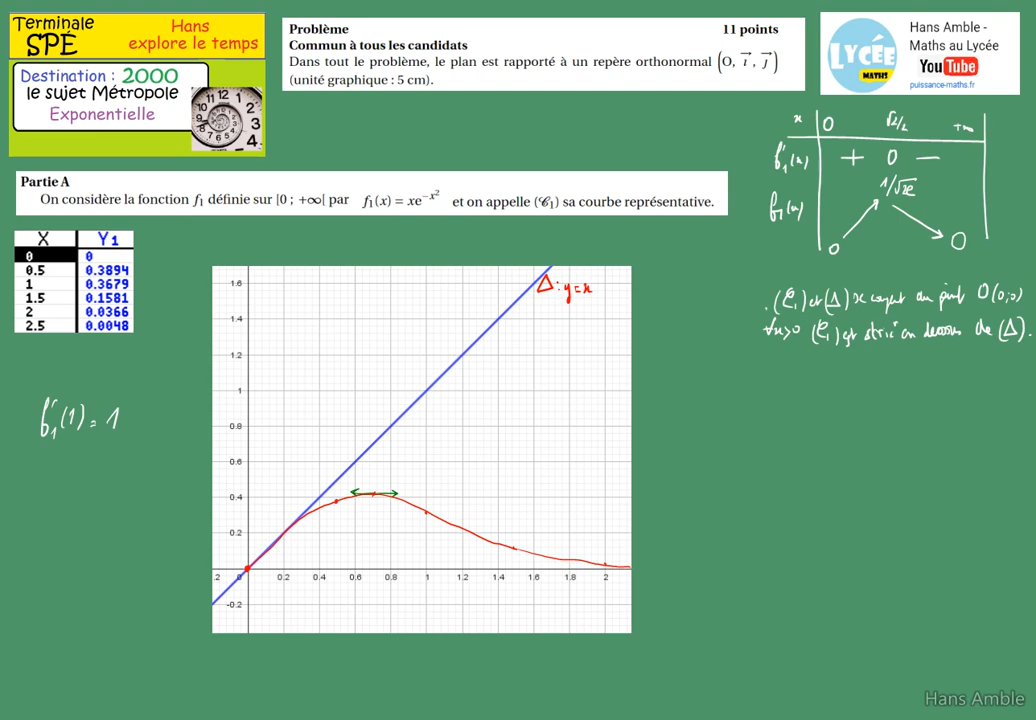 Terminale
SPÉ
Hans
explore le temps
Destination : 2000
le sujet Métropole
Exponentielle
Problème 11 points
Commun à tous les candidats
Dans tout le problème, le plan est rapporté à un repère orthonormal (O, i, j)
(unité graphique : 5 cm).
LYCÉE
MATHS
Hans Amble -
Maths au Lycée
YouTube
puissance-maths.fr
Partie A
On considère la fonction f₁ définie sur [0 ; +∞[ par f₁(x) = xe^{-x²} et on appelle (𝒞₁) sa courbe représentative.
x 0 √2/2 +∞
f₁'(x) + 0 −
1/√2e
f₁(x)
0 0
X Y1
0 0
0.5 0.3894
1 0.3679
1.5 0.1581
2 0.0366
2.5 0.0048
f₁'(1) = 1
Δ : y = x
1.6
1.4
1.2
1
0.8
0.6
0.4
0.2
-0.2
.2 0 0.2 0.4 0.6 0.8 1 1.2 1.4 1.6 1.8 2
. (𝒞₁) et (Δ) se coupent au point O(0;0)
∀x>0 (𝒞₁) est strict en dessous de (Δ).
Hans Amble